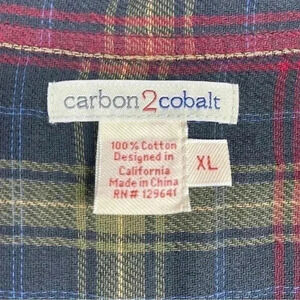 carbon2cobalt
100% Cotton
Designed in
California
Made in China
RN# 129641
XL